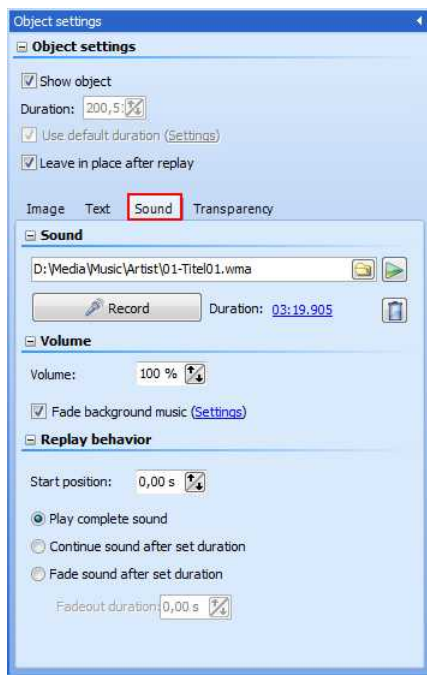 Object settings
Object settings
Show object
Duration: 200,5
Use default duration (Settings)
Leave in place after replay
Image Text Sound Transparency
Sound
D:\Media\Music\Artist\01-Titel01.wma
Record Duration: 03:19.905
Volume
Volume: 100 %
Fade background music (Settings)
Replay behavior
Start position: 0,00 s
Play complete sound
Continue sound after set duration
Fade sound after set duration
Fadeout duration: 0,00 s